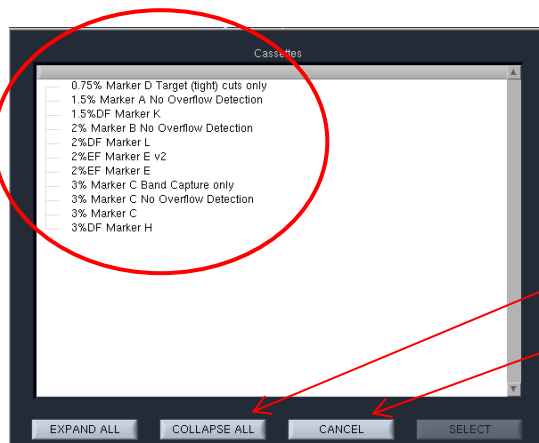 Cassettes
0.75% Marker D Target (tight) cuts only
1.5% Marker A No Overflow Detection
1.5%DF Marker K
2% Marker B No Overflow Detection
2%DF Marker L
2%EF Marker E v2
2%EF Marker E
3% Marker C Band Capture only
3% Marker C No Overflow Detection
3% Marker C
3%DF Marker H
EXPAND ALL COLLAPSE ALL CANCEL SELECT